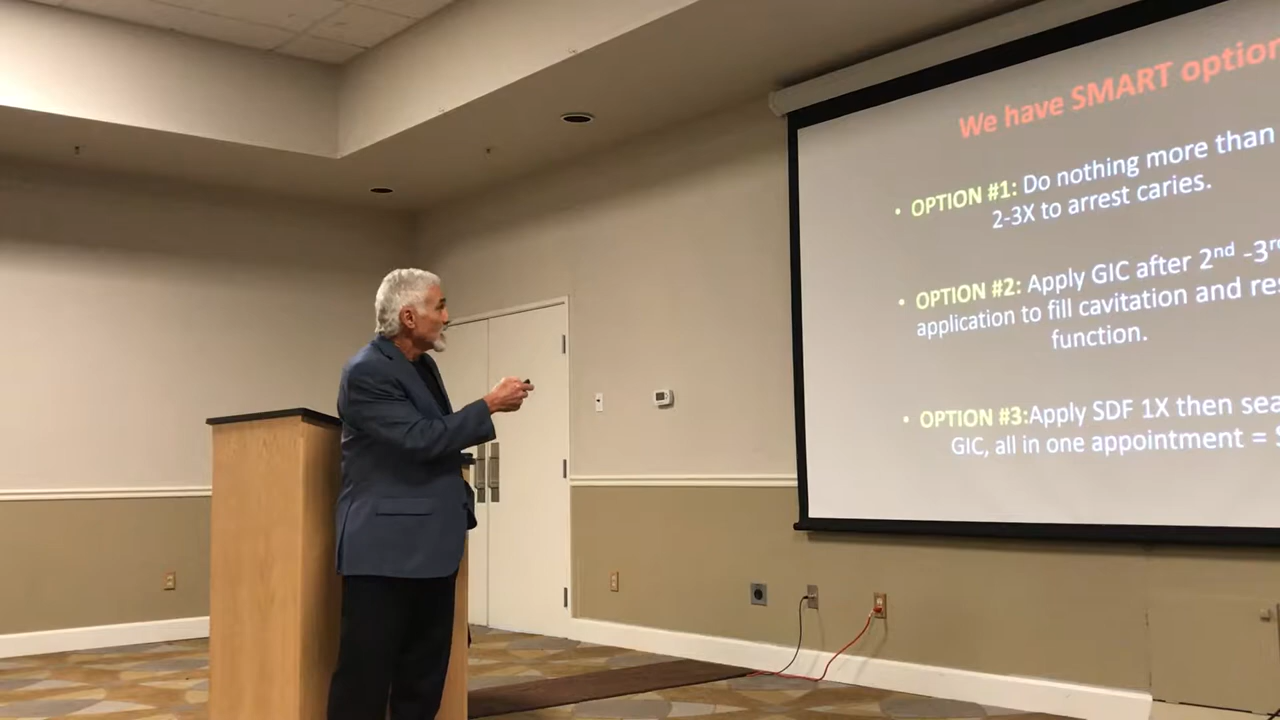 We have SMART option
• OPTION #1: Do nothing more than
2-3X to arrest caries.
• OPTION #2: Apply GIC after 2nd -3rd
application to fill cavitation and res
function.
• OPTION #3:Apply SDF 1X then sea
GIC, all in one appointment =